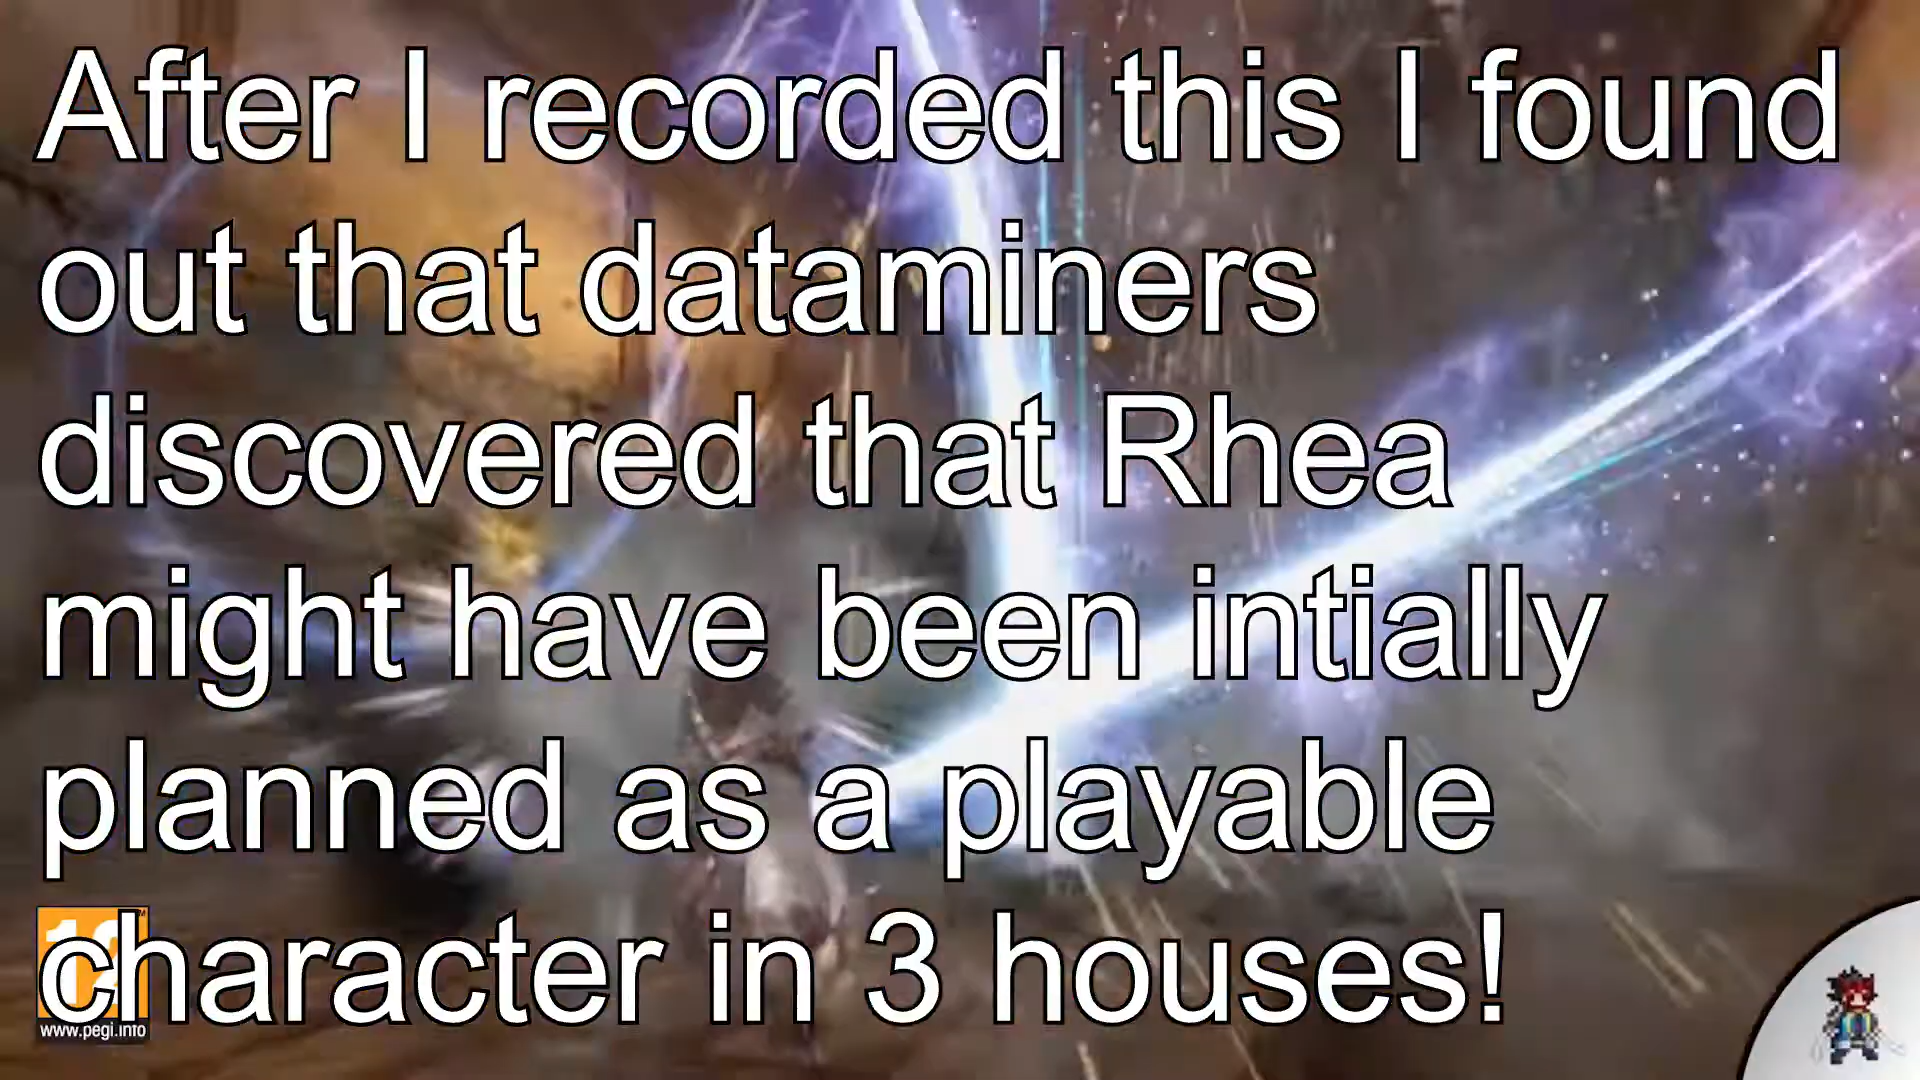 After I recorded this I found
out that dataminers
discovered that Rhea
might have been intially
planned as a playable
character in 3 houses!
12
www.pegi.info